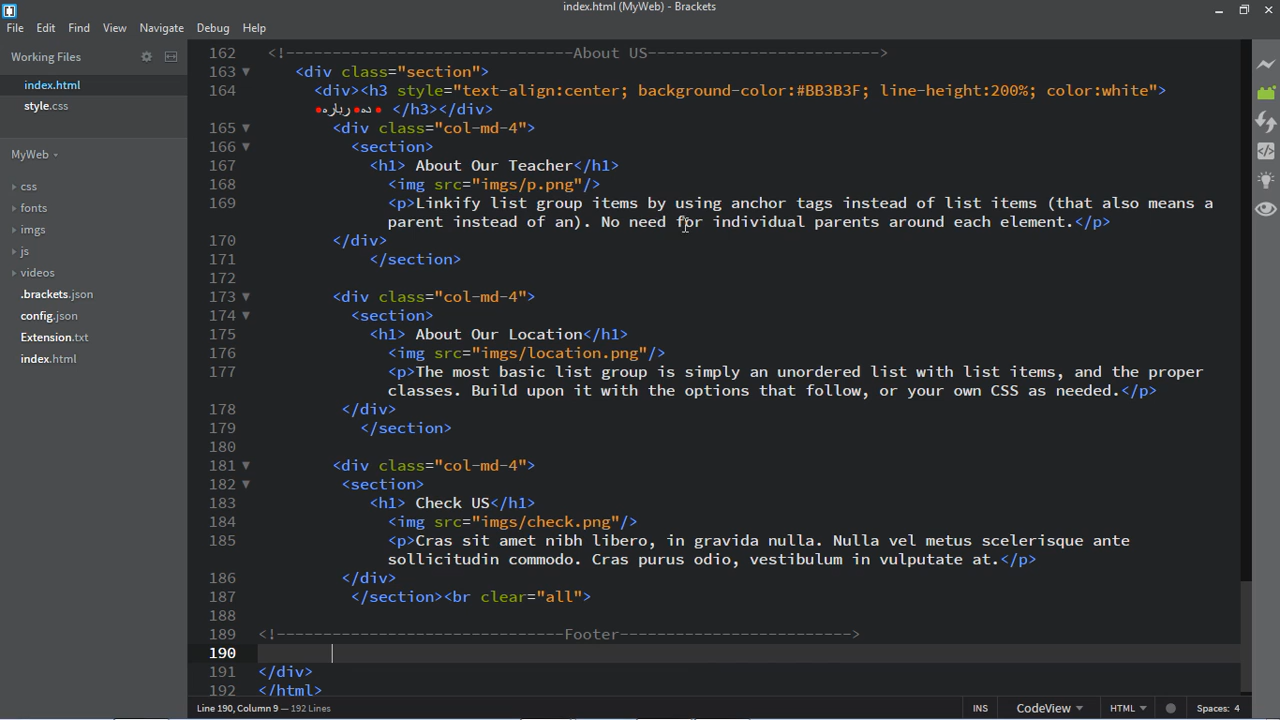 index.html (MyWeb) - Brackets
File Edit Find View Navigate Debug Help
Working Files
index.html
style.css
MyWeb
css
fonts
imgs
js
videos
.brackets.json
config.json
Extension.txt
index.html
162 <!-------------------------------About US------------------------->
163 <div class="section">
164 <div><h3 style="text-align:center; background-color:#BB3B3F; line-height:200%; color:white">
</h3></div>
165 <div class="col-md-4">
166 <section>
167 <h1> About Our Teacher</h1>
168 <img src="imgs/p.png"/>
169 <p>Linkify list group items by using anchor tags instead of list items (that also means a
parent instead of an). No need for individual parents around each element.</p>
170 </div>
171 </section>
172
173 <div class="col-md-4">
174 <section>
175 <h1> About Our Location</h1>
176 <img src="imgs/location.png"/>
177 <p>The most basic list group is simply an unordered list with list items, and the proper
classes. Build upon it with the options that follow, or your own CSS as needed.</p>
178 </div>
179 </section>
180
181 <div class="col-md-4">
182 <section>
183 <h1> Check US</h1>
184 <img src="imgs/check.png"/>
185 <p>Cras sit amet nibh libero, in gravida nulla. Nulla vel metus scelerisque ante
sollicitudin commodo. Cras purus odio, vestibulum in vulputate at.</p>
186 </div>
187 </section><br clear="all">
188
189 <!-------------------------------Footer------------------------->
190
191 </div>
192 </html>
Line 190, Column 9 — 192 Lines
INS CodeView HTML Spaces: 4